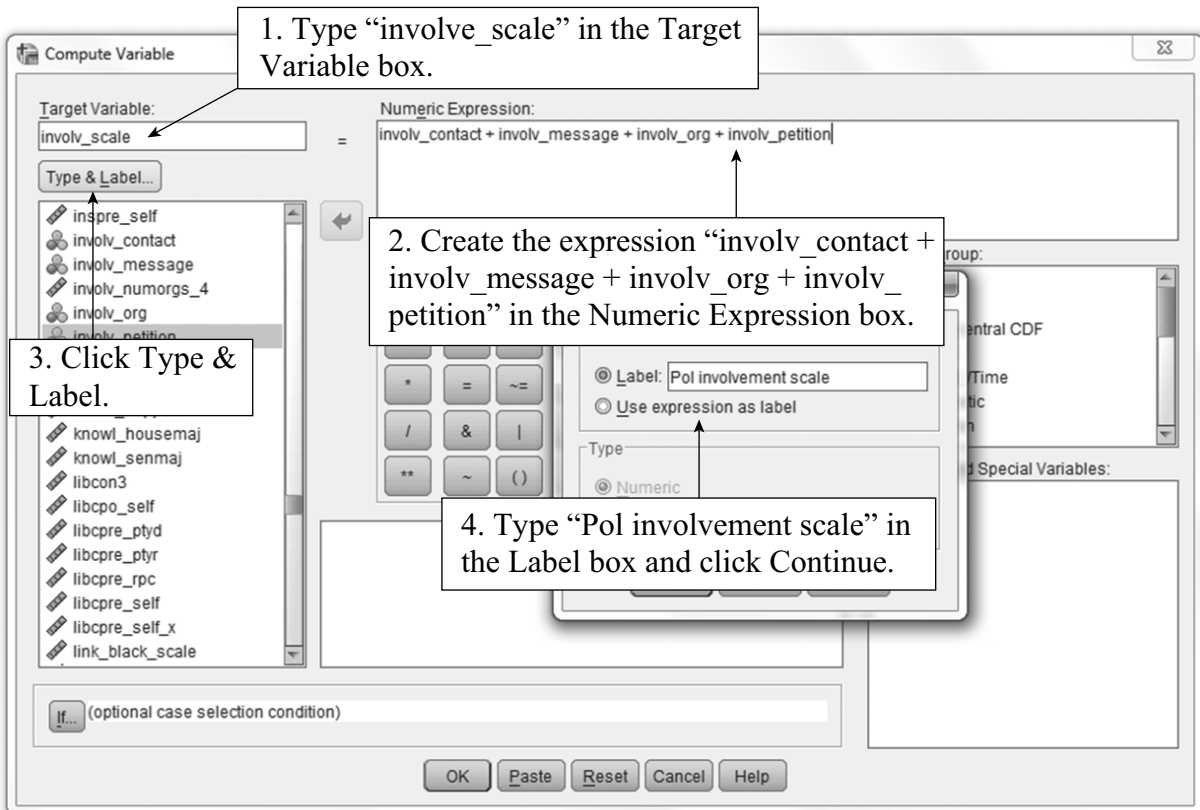 1. Type “involve_scale” in the Target
Variable box.
Compute Variable
Target Variable:
involv_scale
=
Numeric Expression:
involv_contact + involv_message + involv_org + involv_petition
Type & Label...
2. Create the expression “involv_contact +
involv_message + involv_org + involv_
petition” in the Numeric Expression box.
inspre_self
involv_contact
involv_message
involv_numorgs_4
involv_org
involv_petition
3. Click Type &
Label.
knowl_housemaj
knowl_senmaj
libcon3
libcpo_self
libcpre_ptyd
libcpre_ptyr
libcpre_rpc
libcpre_self
libcpre_self_x
link_black_scale
* = ~=
/ & |
** ~ ( )
Label: Pol involvement scale
Use expression as label
Type
Numeric
4. Type “Pol involvement scale” in
the Label box and click Continue.
roup:
entral CDF
/Time
tic
n
d Special Variables:
If... (optional case selection condition)
OK Paste Reset Cancel Help